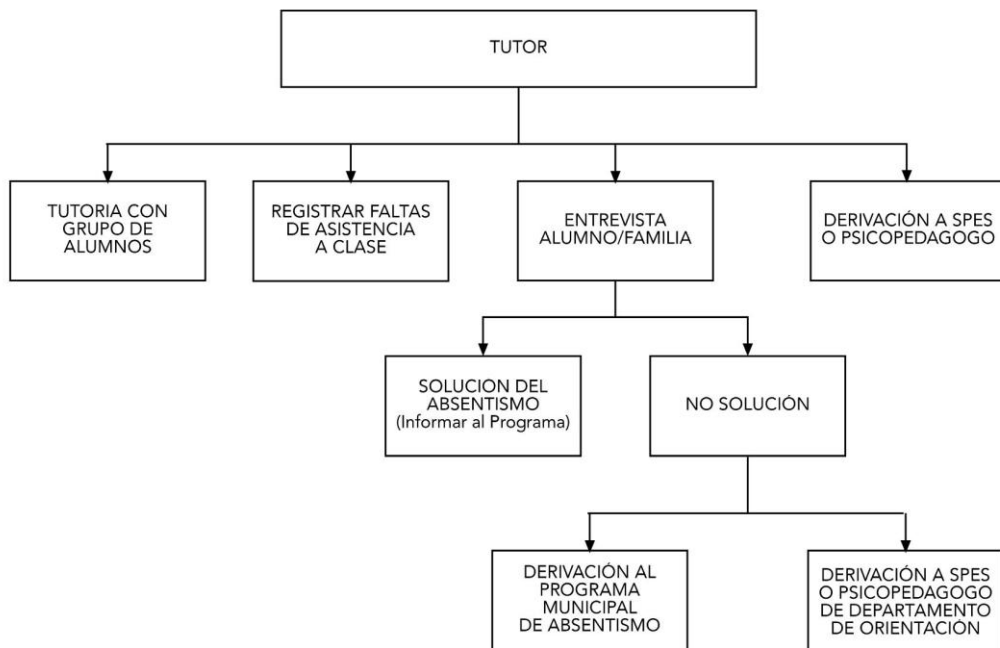 TUTOR
TUTORIA CON
GRUPO DE
ALUMNOS
REGISTRAR FALTAS
DE ASISTENCIA
A CLASE
ENTREVISTA
ALUMNO/FAMILIA
DERIVACIÓN A SPES
O PSICOPEDAGOGO
SOLUCION DEL
ABSENTISMO
(Informar al Programa)
NO SOLUCIÓN
DERIVACIÓN AL
PROGRAMA
MUNICIPAL
DE ABSENTISMO
DERIVACIÓN A SPES
O PSICOPEDAGOGO
DE DEPARTAMENTO
DE ORIENTACIÓN